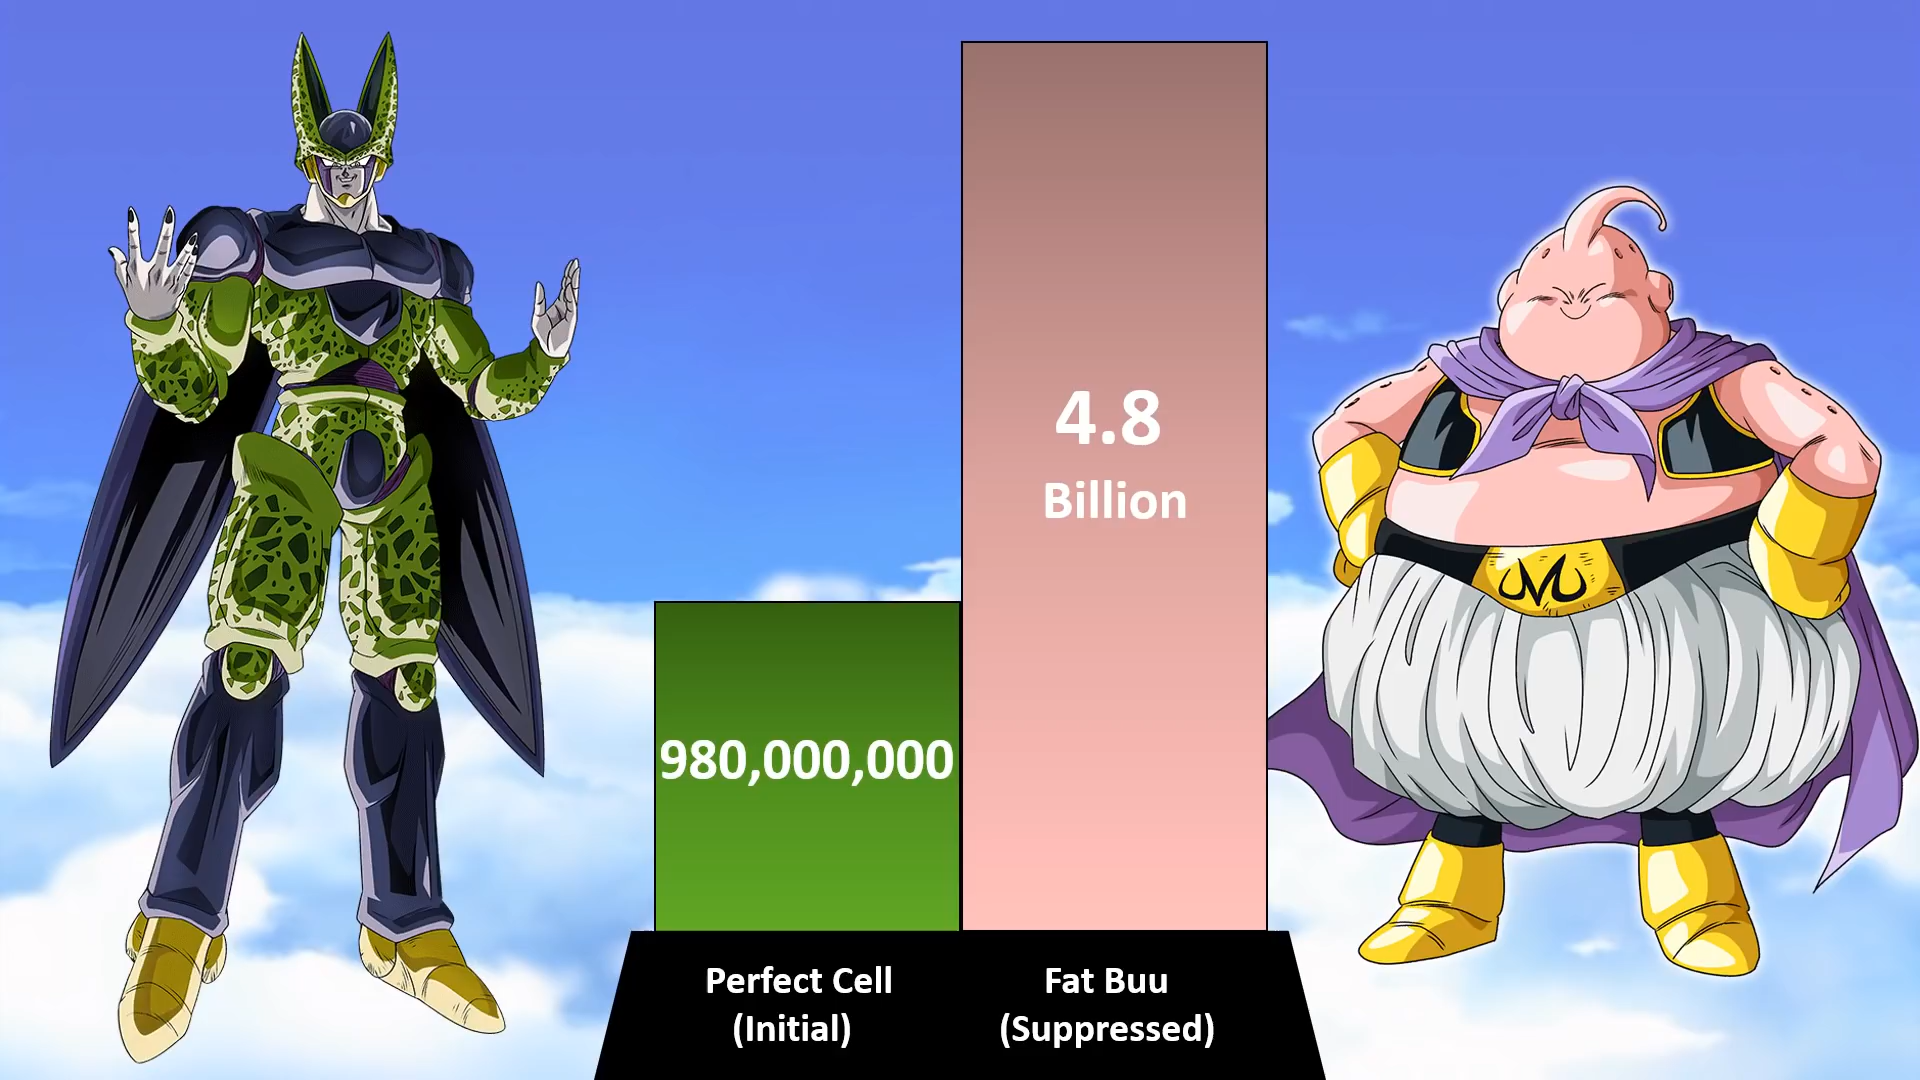 980,000,000
4.8
Billion
Perfect Cell
(Initial)
Fat Buu
(Suppressed)